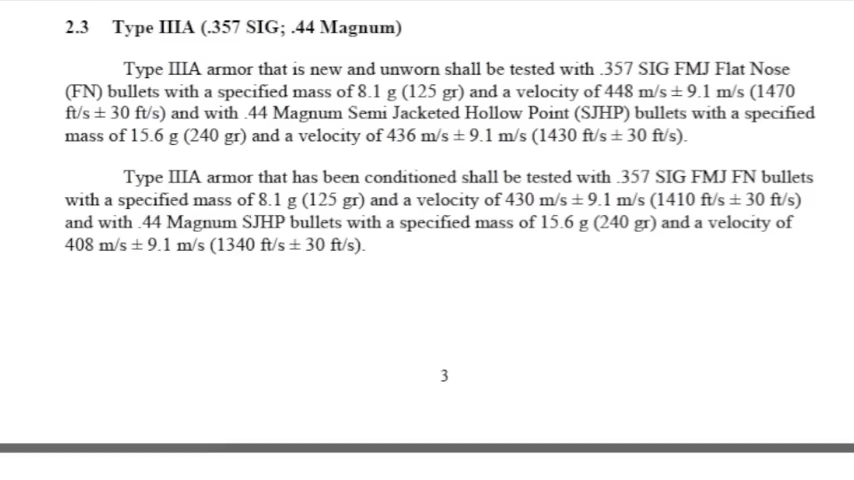 2.3 Type IIIA (.357 SIG; .44 Magnum)
Type IIIA armor that is new and unworn shall be tested with .357 SIG FMJ Flat Nose
(FN) bullets with a specified mass of 8.1 g (125 gr) and a velocity of 448 m/s ± 9.1 m/s (1470
ft/s ± 30 ft/s) and with .44 Magnum Semi Jacketed Hollow Point (SJHP) bullets with a specified
mass of 15.6 g (240 gr) and a velocity of 436 m/s ± 9.1 m/s (1430 ft/s ± 30 ft/s).
Type IIIA armor that has been conditioned shall be tested with .357 SIG FMJ FN bullets
with a specified mass of 8.1 g (125 gr) and a velocity of 430 m/s ± 9.1 m/s (1410 ft/s ± 30 ft/s)
and with .44 Magnum SJHP bullets with a specified mass of 15.6 g (240 gr) and a velocity of
408 m/s ± 9.1 m/s (1340 ft/s ± 30 ft/s).
3